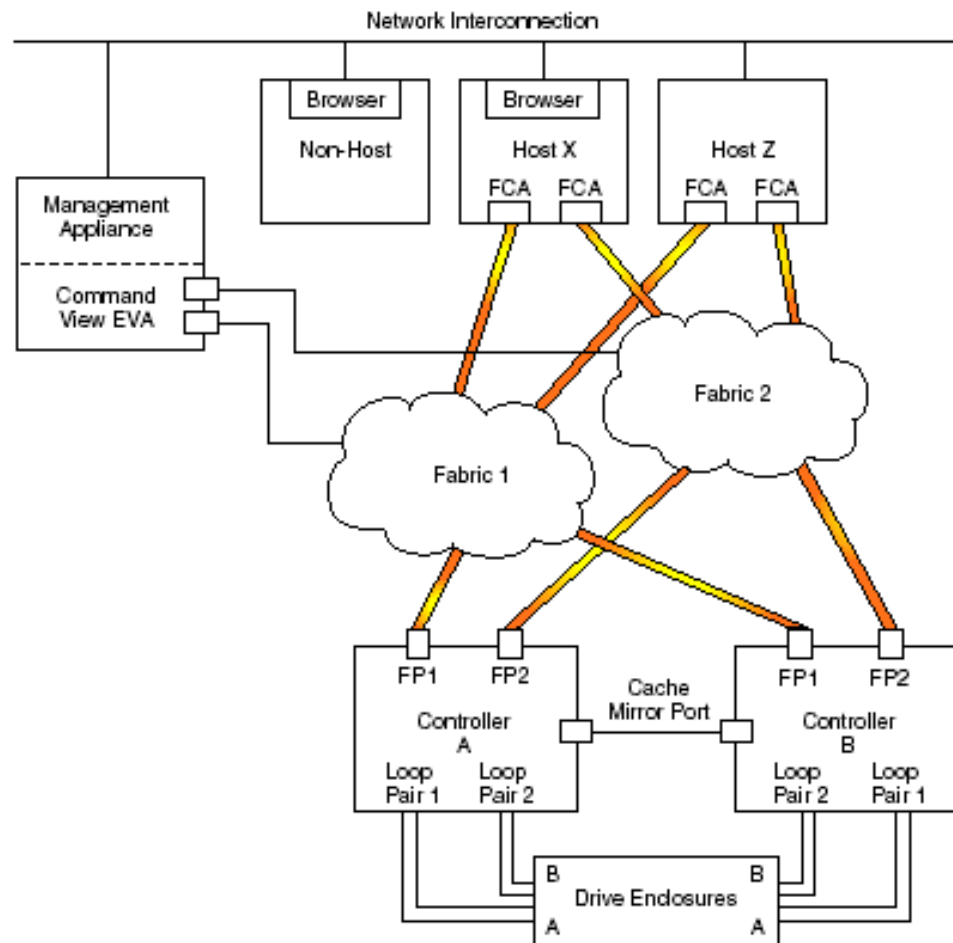 Network Interconnection
Browser
Non-Host
Browser
Host X
FCA
FCA
Host Z
FCA
FCA
Management
Appliance
Command
View EVA
Fabric 2
Fabric 1
FP1
FP2
Controller
A
Loop
Pair 1
Loop
Pair 2
Cache
Mirror Port
FP1
FP2
Controller
B
Loop
Pair 2
Loop
Pair 1
B
B
Drive Enclosures
A
A